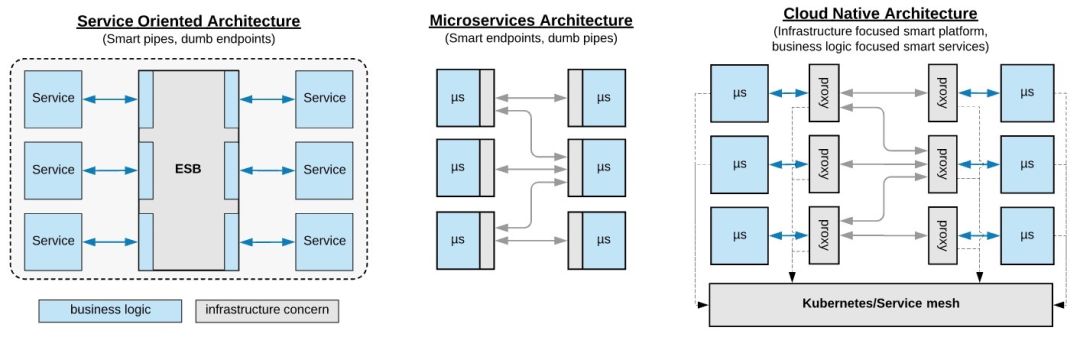 Service Oriented Architecture
(Smart pipes, dumb endpoints)
Service
Service
Service
ESB
Service
Service
Service
business logic
infrastructure concern
Microservices Architecture
(Smart endpoints, dumb pipes)
µs
µs
µs
µs
µs
µs
Cloud Native Architecture
(Infrastructure focused smart platform,
business logic focused smart services)
µs
proxy
proxy
µs
µs
proxy
proxy
µs
µs
proxy
proxy
µs
Kubernetes/Service mesh